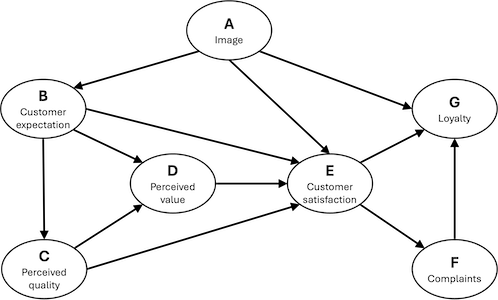 A
Image
B
Customer
expectation
G
Loyalty
D
Perceived
value
E
Customer
satisfaction
C
Perceived
quality
F
Complaints